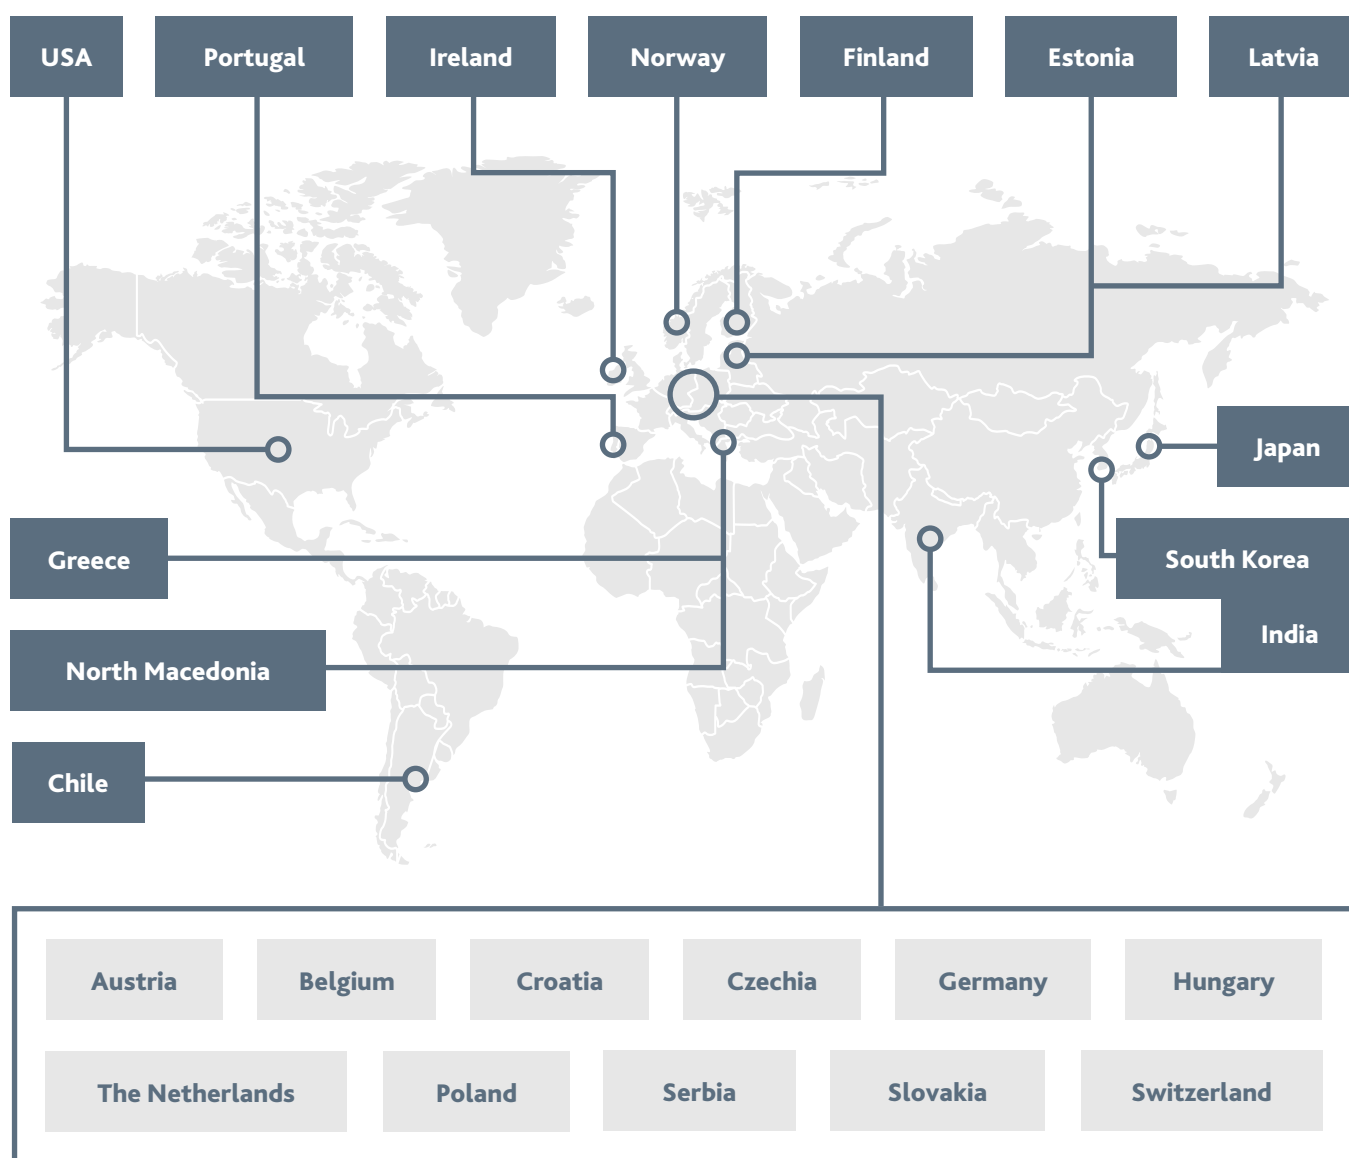 USA
Portugal
Ireland
Norway
Finland
Estonia
Latvia
Japan
Greece
South Korea
India
North Macedonia
Chile
Austria
Belgium
Croatia
Czechia
Germany
Hungary
The Netherlands
Poland
Serbia
Slovakia
Switzerland